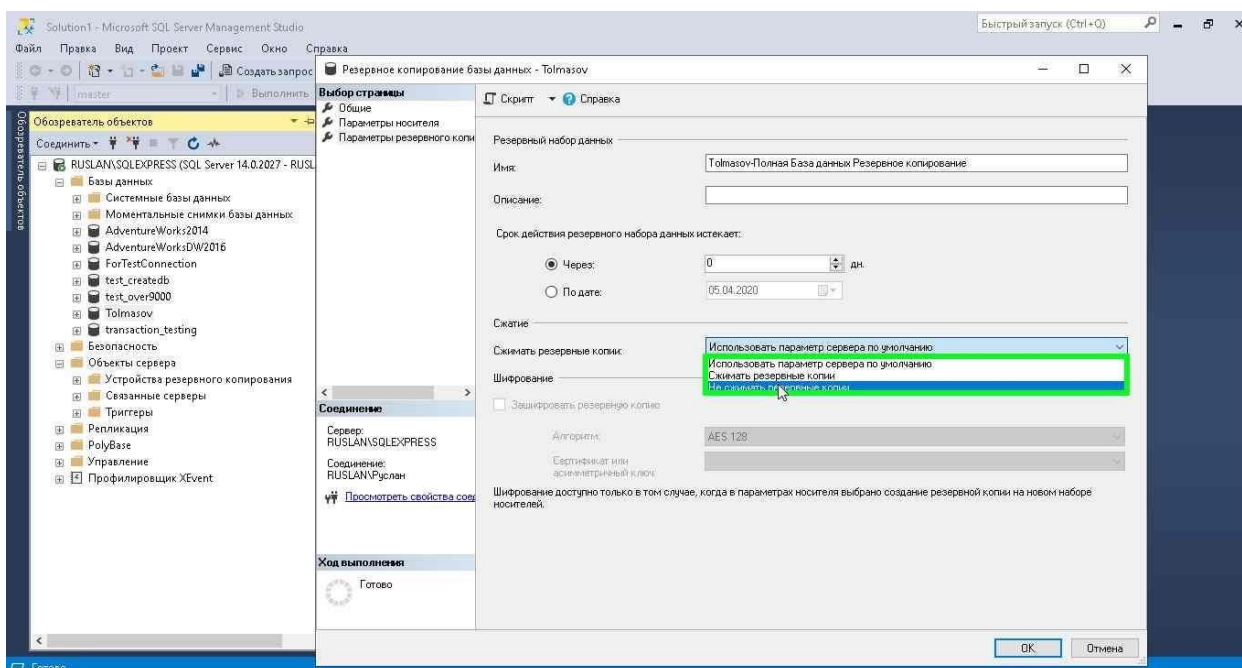 Solution1 - Microsoft SQL Server Management Studio
Быстрый запуск (Ctrl+Q)
Файл Правка Вид Проект Сервис Окно Справка
Создать запрос
master
Выполнить
Обозреватель объектов
Обозреватель объектов
Соединить
RUSLAN\SQLEXPRESS (SQL Server 14.0.2027 - RUSL
Базы данных
Системные базы данных
Моментальные снимки базы данных
AdventureWorks2014
AdventureWorksDW2016
ForTestConnection
test_createdb
test_over9000
Tolmasov
transaction_testing
Безопасность
Объекты сервера
Устройства резервного копирования
Связанные серверы
Триггеры
Репликация
PolyBase
Управление
Профилировщик XEvent
Резервное копирование базы данных - Tolmasov
Выбор страницы
Общие
Параметры носителя
Параметры резервного копи
Соединение
Сервер:
RUSLAN\SQLEXPRESS
Соединение:
RUSLAN\Руслан
Просмотреть свойства соед
Ход выполнения
Готово
Скрипт Справка
Резервный набор данных
Имя: Tolmasov-Полная База данных Резервное копирование
Описание:
Срок действия резервного набора данных истекает:
Через: 0 дн.
По дате: 05.04.2020
Сжатие
Сжимать резервные копии: Использовать параметр сервера по умолчанию
Использовать параметр сервера по умолчанию
Сжимать резервные копии
Не сжимать резервные копии
Шифрование
Зашифровать резервную копию
Алгоритм: AES 128
Сертификат или
асимметричный ключ:
Шифрование доступно только в том случае, когда в параметрах носителя выбрано создание резервной копии на новом наборе
носителей.
OK Отмена
Готово